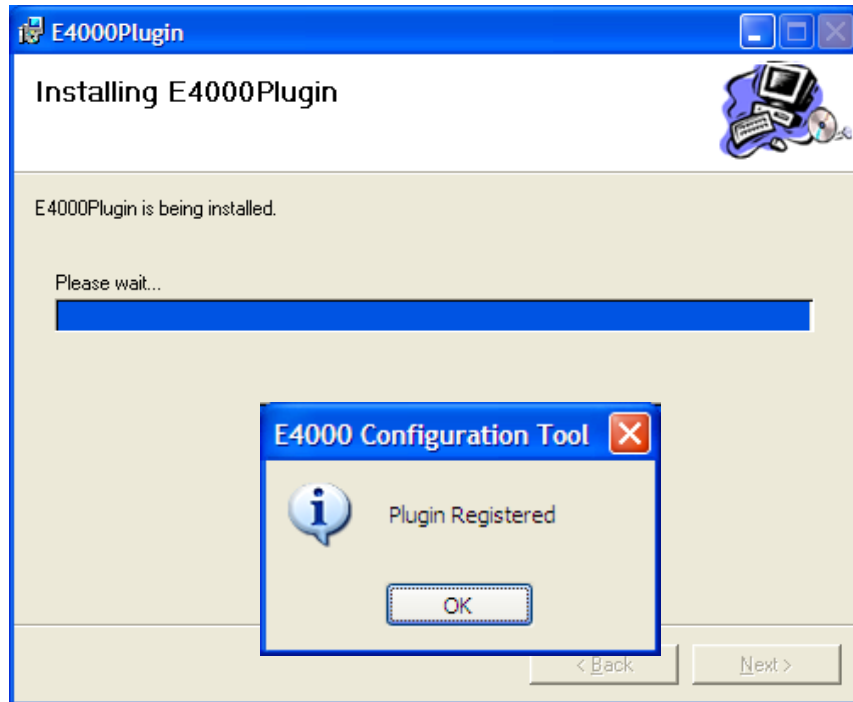 E4000Plugin
Installing E4000Plugin
E4000Plugin is being installed.
Please wait...
E4000 Configuration Tool
Plugin Registered
OK
< Back Next >